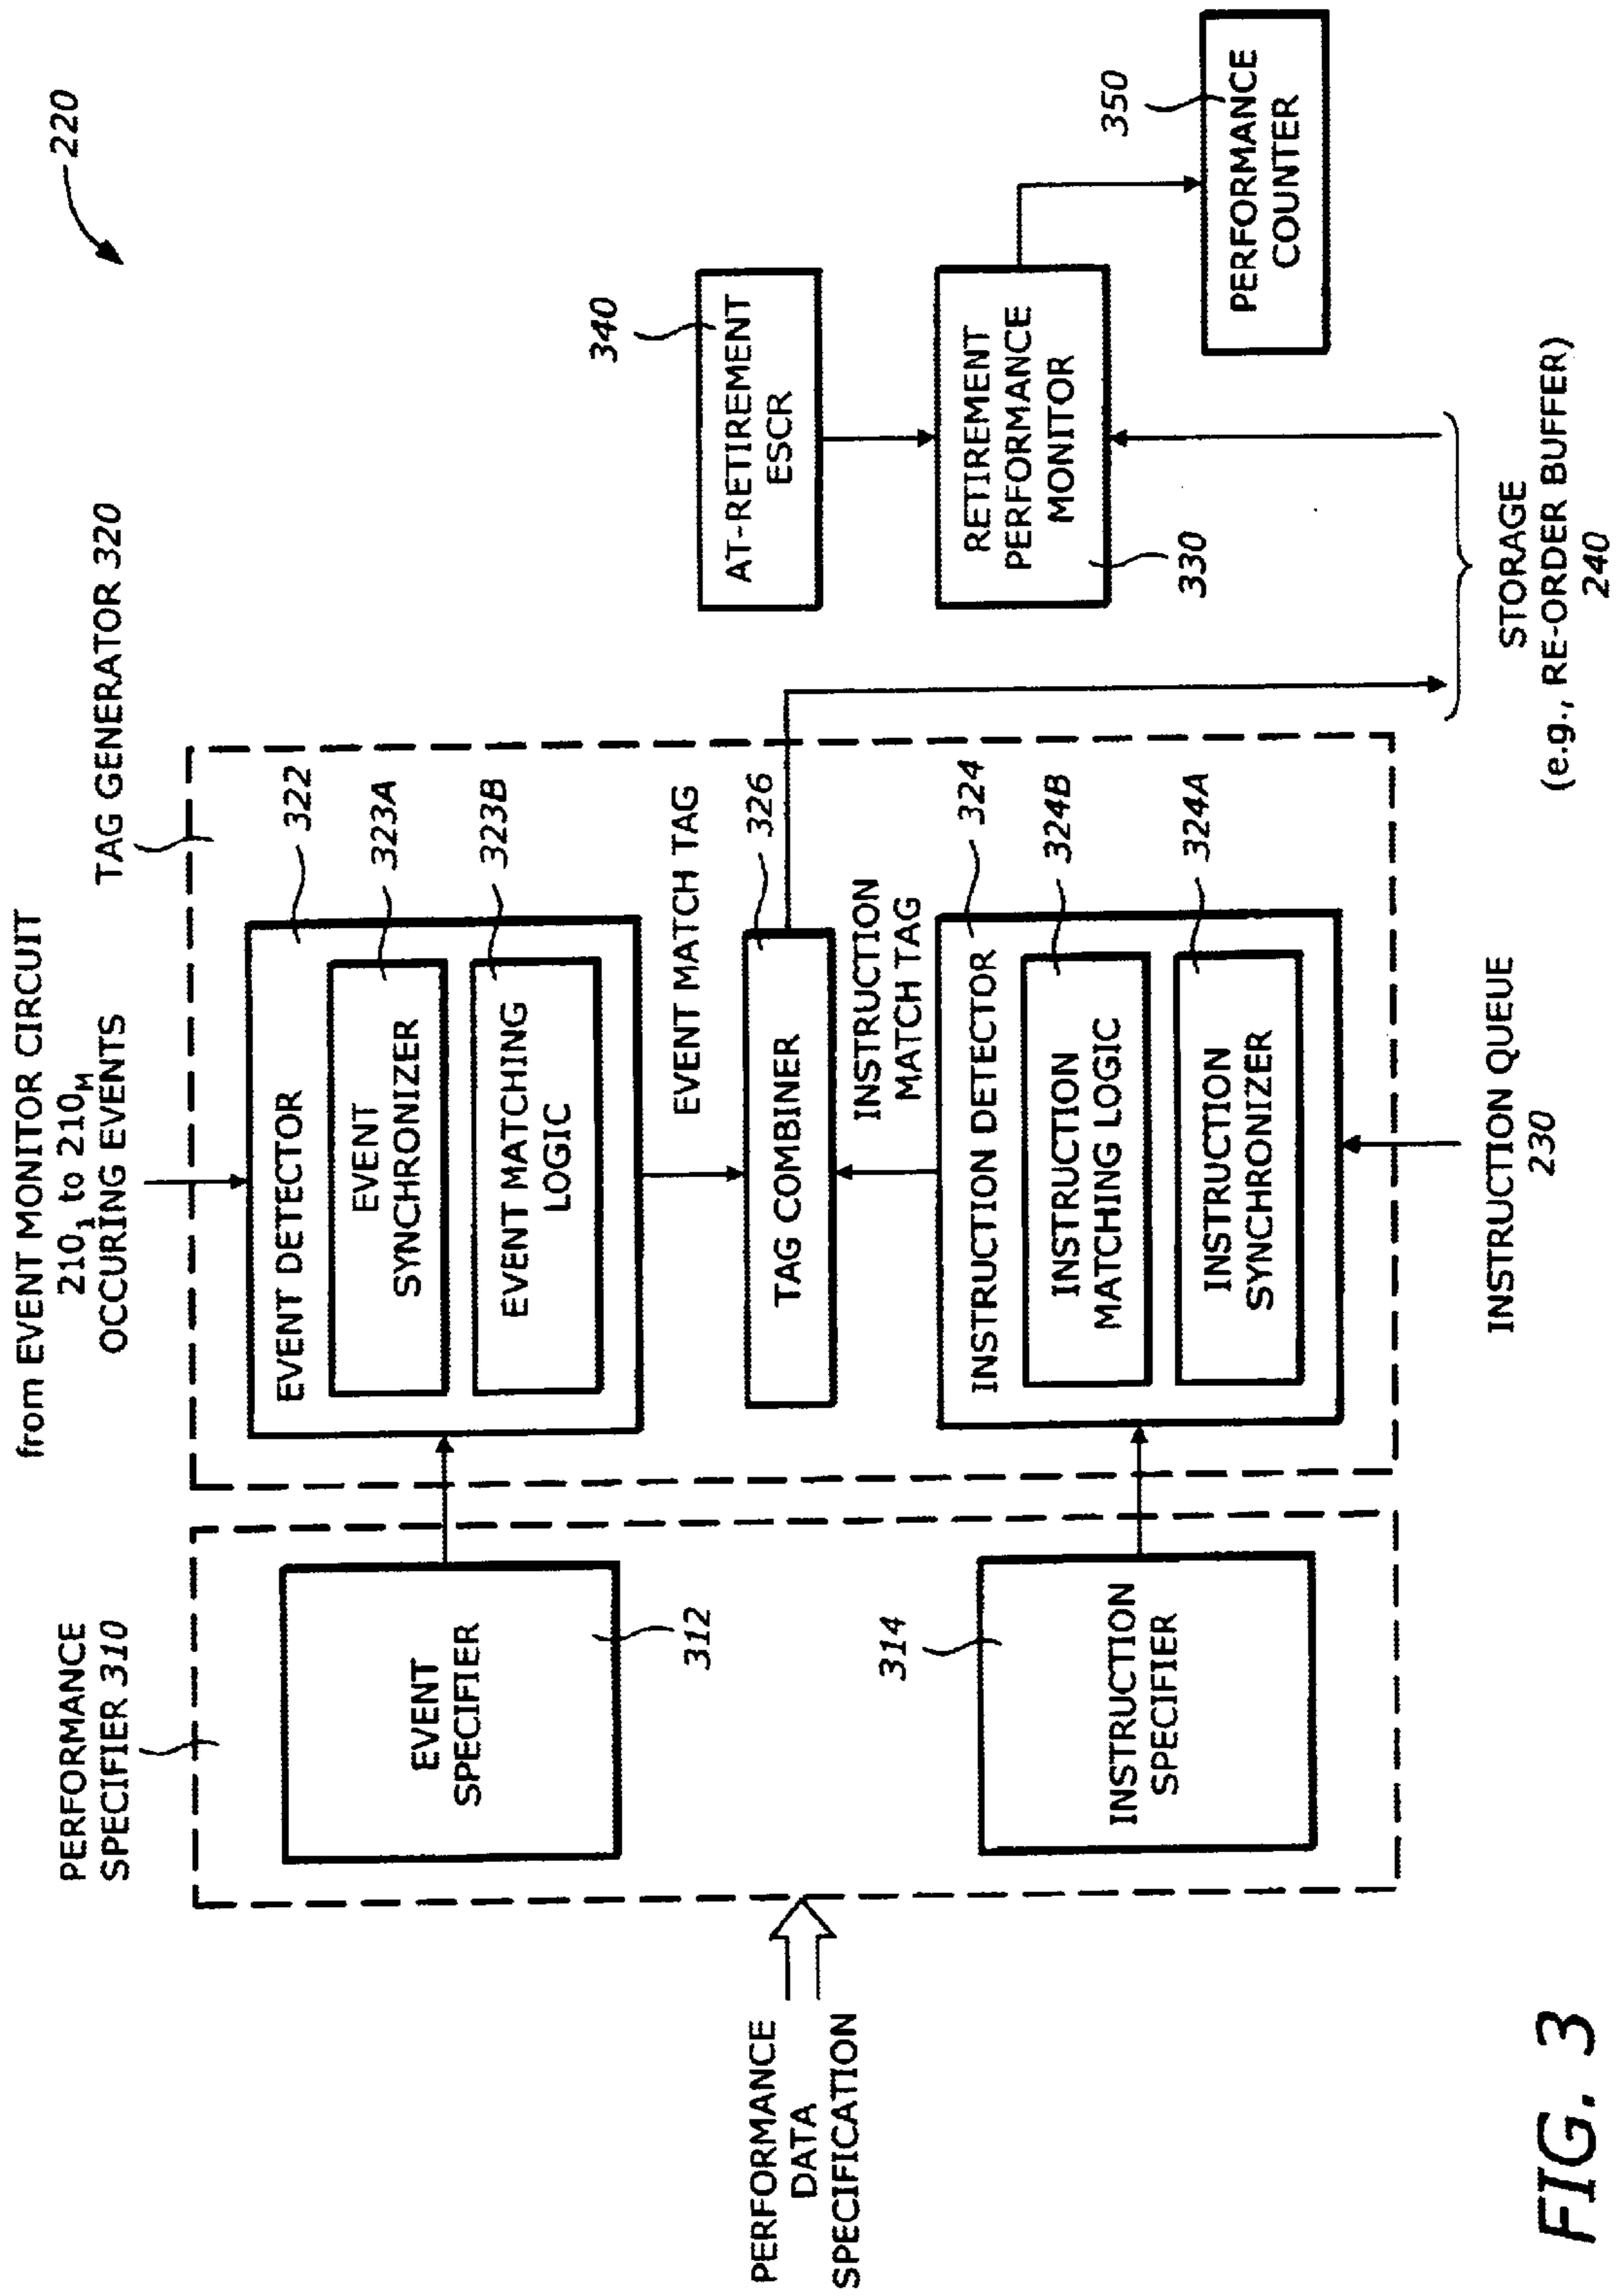 220
from EVENT MONITOR CIRCUIT
210₁ to 210M
OCCURING EVENTS
TAG GENERATOR 320
PERFORMANCE
SPECIFIER 310
EVENT
SPECIFIER
312
314
INSTRUCTION
SPECIFIER
PERFORMANCE
DATA
SPECIFICATION
EVENT DETECTOR
322
EVENT
SYNCHRONIZER
323A
EVENT MATCHING
LOGIC
323B
EVENT MATCH TAG
TAG COMBINER
326
INSTRUCTION
MATCH TAG
INSTRUCTION DETECTOR
324
INSTRUCTION
MATCHING LOGIC
324B
INSTRUCTION
SYNCHRONIZER
324A
INSTRUCTION QUEUE
230
AT-RETIREMENT
ESCR
340
RETIREMENT
PERFORMANCE
MONITOR
330
PERFORMANCE
COUNTER
350
STORAGE
(e.g., RE-ORDER BUFFER)
240
FIG. 3